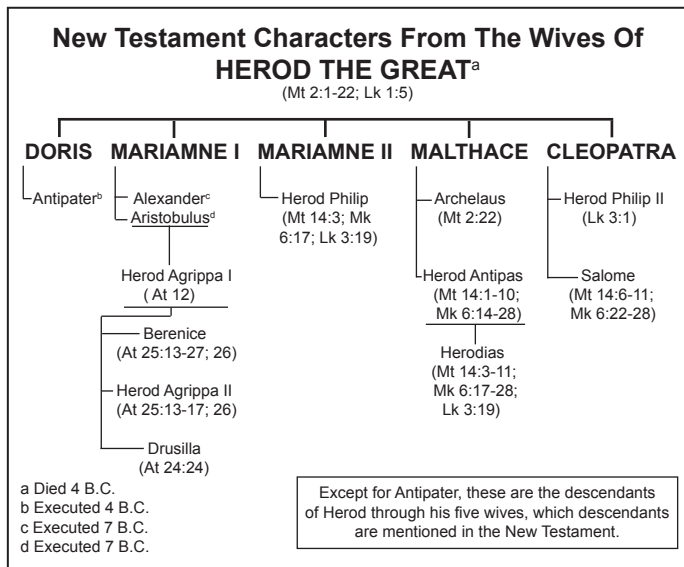 New Testament Characters From The Wives Of
HEROD THE GREATa
(Mt 2:1-22; Lk 1:5)
DORIS
Antipaterb
MARIAMNE I
Alexanderc
Aristobulusd
Herod Agrippa I
( At 12)
Berenice
(At 25:13-27; 26)
Herod Agrippa II
(At 25:13-17; 26)
Drusilla
(At 24:24)
MARIAMNE II
Herod Philip
(Mt 14:3; Mk
6:17; Lk 3:19)
MALTHACE
Archelaus
(Mt 2:22)
Herod Antipas
(Mt 14:1-10;
Mk 6:14-28)
Herodias
(Mt 14:3-11;
Mk 6:17-28;
Lk 3:19)
CLEOPATRA
Herod Philip II
(Lk 3:1)
Salome
(Mt 14:6-11;
Mk 6:22-28)
a Died 4 B.C.
b Executed 4 B.C.
c Executed 7 B.C.
d Executed 7 B.C.
Except for Antipater, these are the descendants
of Herod through his five wives, which descendants
are mentioned in the New Testament.